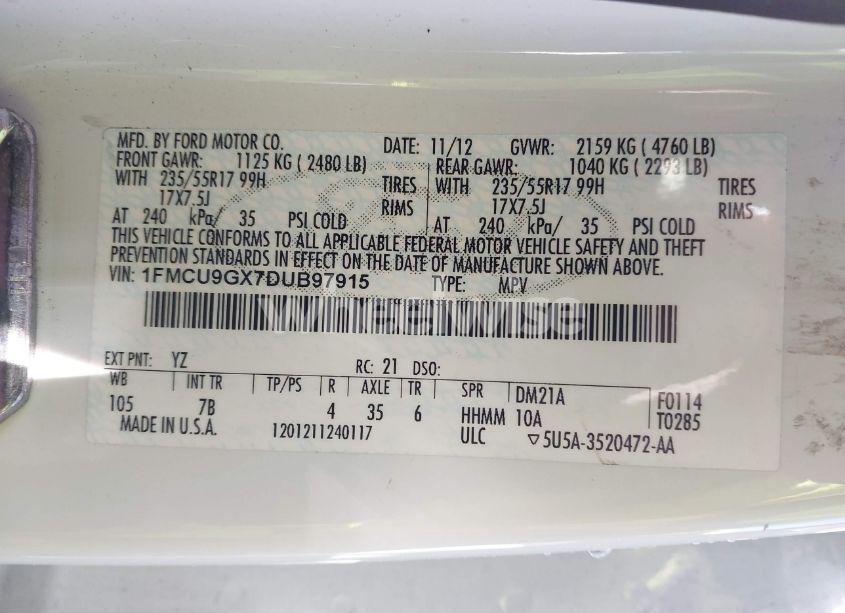 MFD. BY FORD MOTOR CO. DATE: 11/12 GVWR: 2159 KG ( 4760 LB)
FRONT GAWR: 1125 KG ( 2480 LB) REAR GAWR: 1040 KG ( 2293 LB)
WITH 235/55R17 99H TIRES WITH 235/55R17 99H TIRES
17X7.5J RIMS 17X7.5J RIMS
AT 240 kPa/ 35 PSI COLD AT 240 kPa/ 35 PSI COLD
THIS VEHICLE CONFORMS TO ALL APPLICABLE FEDERAL MOTOR VEHICLE SAFETY AND THEFT
PREVENTION STANDARDS IN EFFECT ON THE DATE OF MANUFACTURE SHOWN ABOVE.
VIN: 1FMCU9GX7DUB97915 TYPE: MPV
Wheelwise
EXT PNT: YZ RC: 21 DSO:
WB INT TR TP/PS R AXLE TR SPR DM21A F0114
105 7B 4 35 6 HHMM 10A T0285
MADE IN U.S.A. 1201211240117 ULC ▽5U5A-3520472-AA